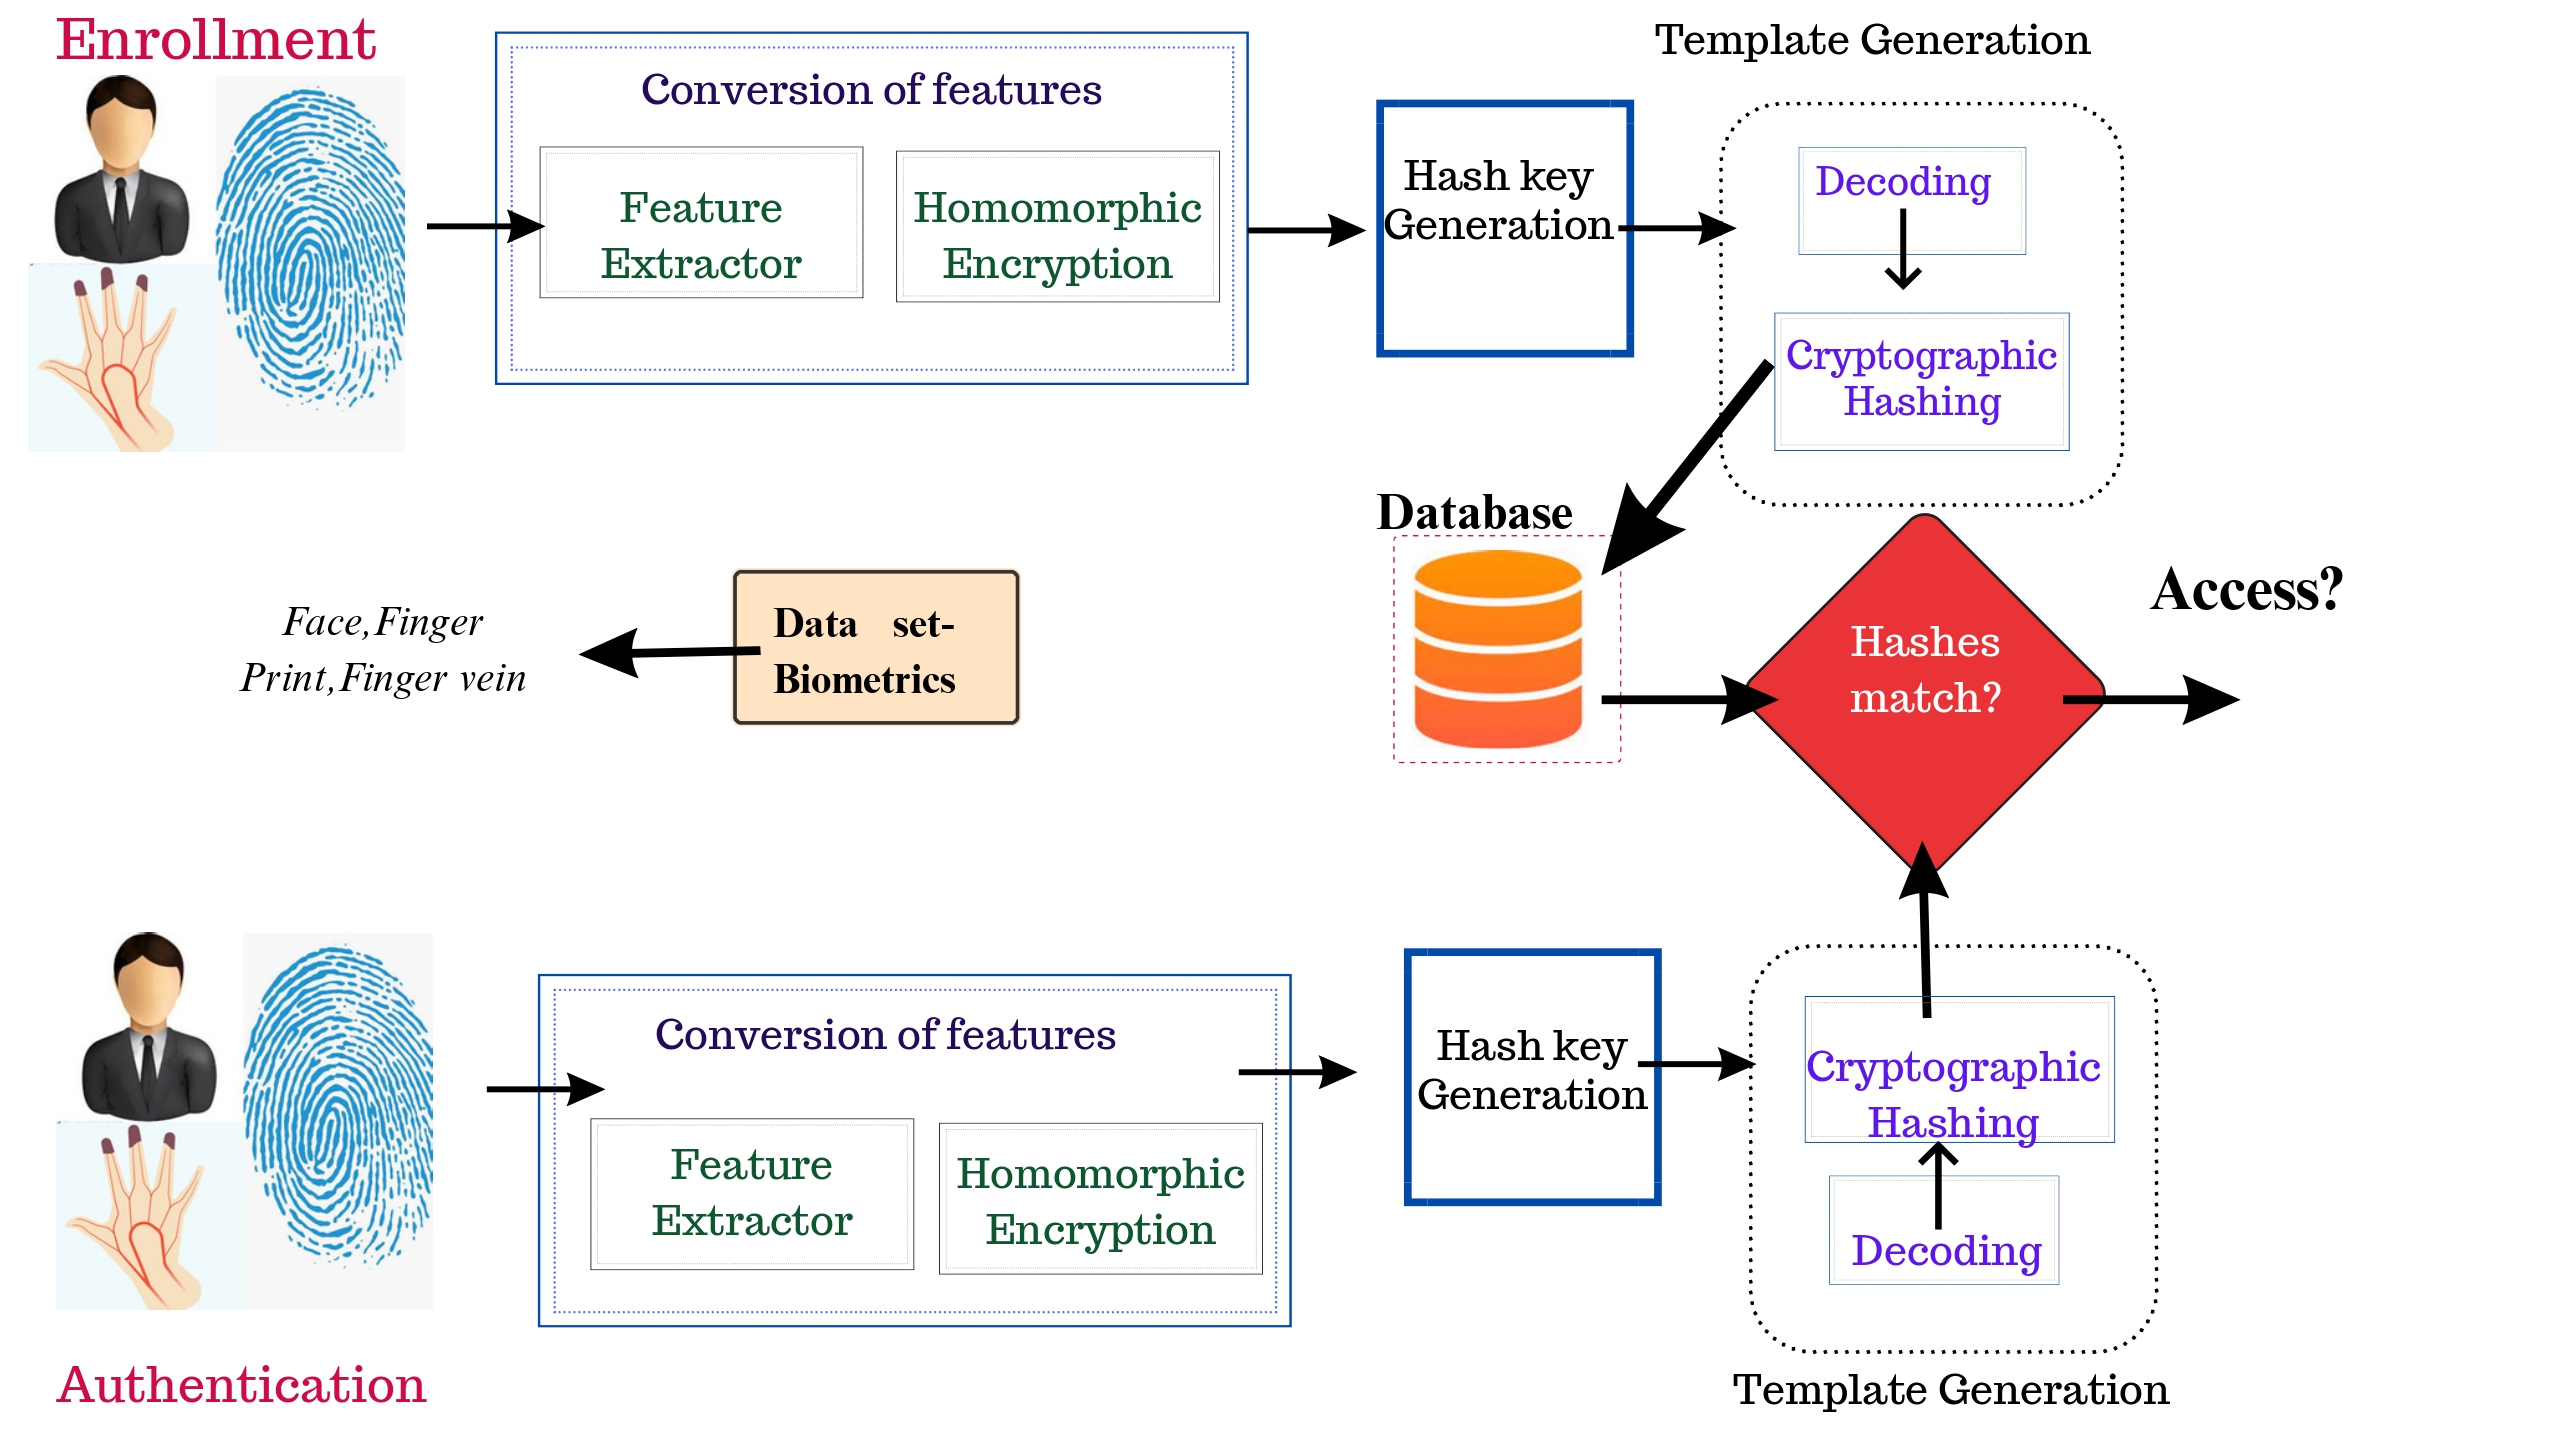 Enrollment
Conversion of features
Feature
Extractor
Homomorphic
Encryption
Hash key
Generation
Template Generation
Decoding
Cryptographic
Hashing
Database
Face,Finger
Print,Finger vein
Data set-
Biometrics
Hashes
match?
Access?
Conversion of features
Feature
Extractor
Homomorphic
Encryption
Hash key
Generation
Cryptographic
Hashing
Decoding
Template Generation
Authentication